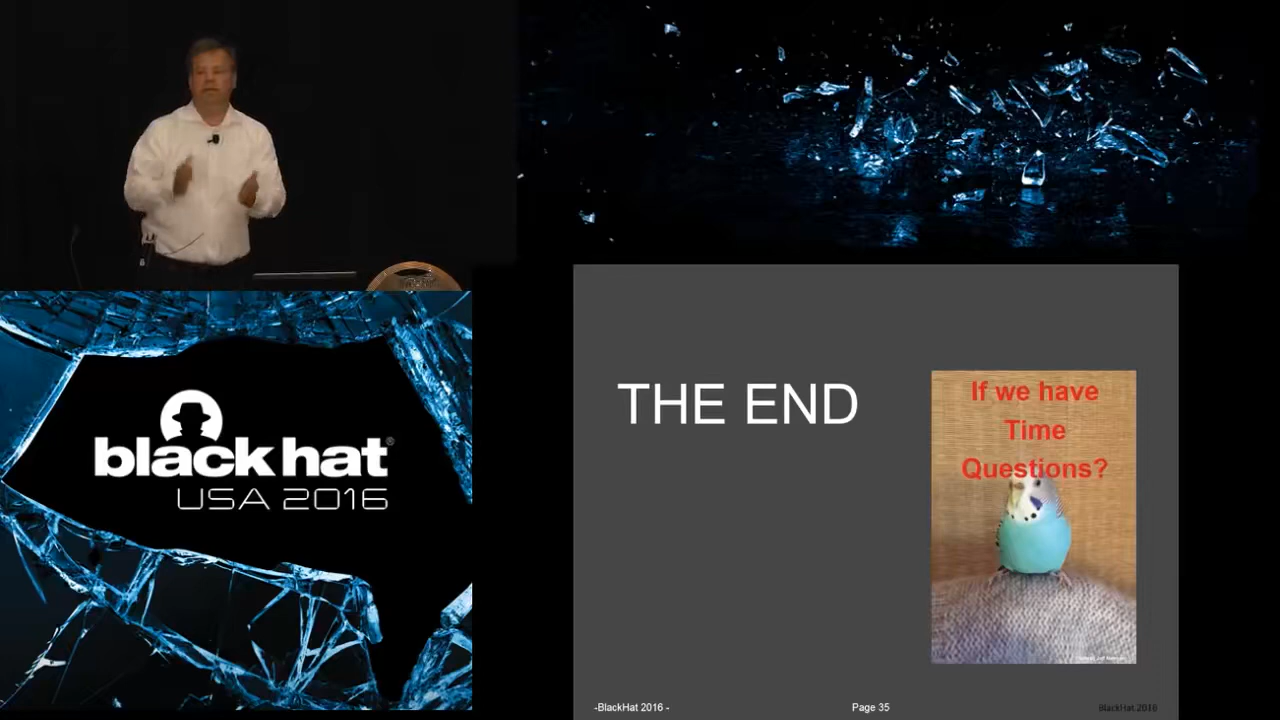 black hat®
USA 2016
THE END
If we have
Time
Questions?
-BlackHat 2016 -
Page 35
BlackHat 2016